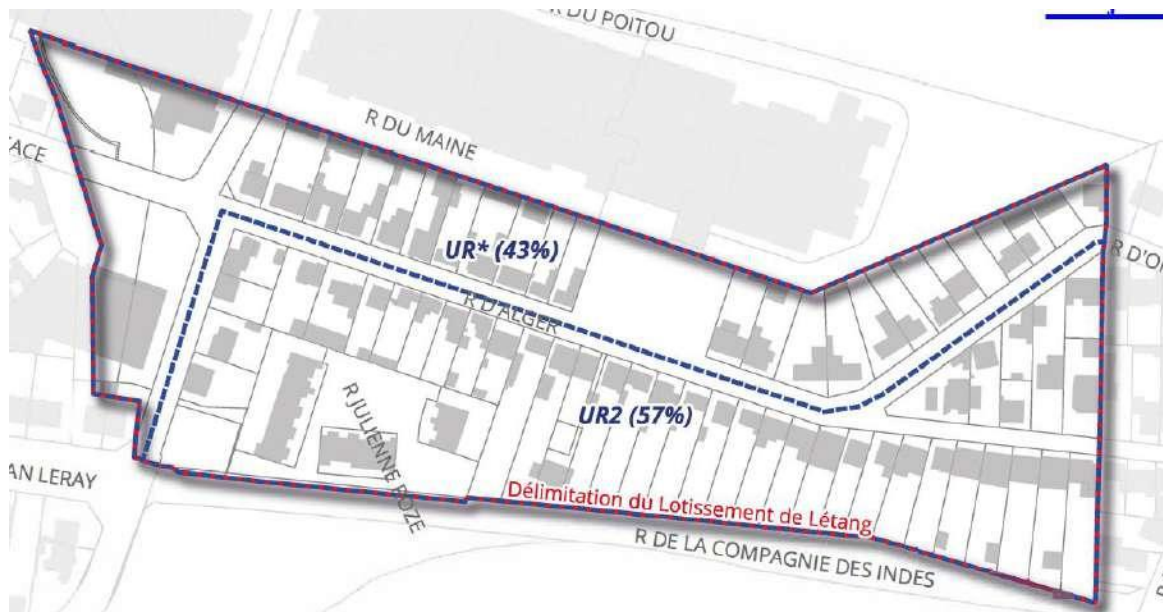 R DU POITOU
R DU MAINE
ACE
UR* (43%)
R D'ALGER
R D'O
UR2 (57%)
R JULIENNE ROZE
AN LERAY
Délimitation du Lotissement de Létang
R DE LA COMPAGNIE DES INDES